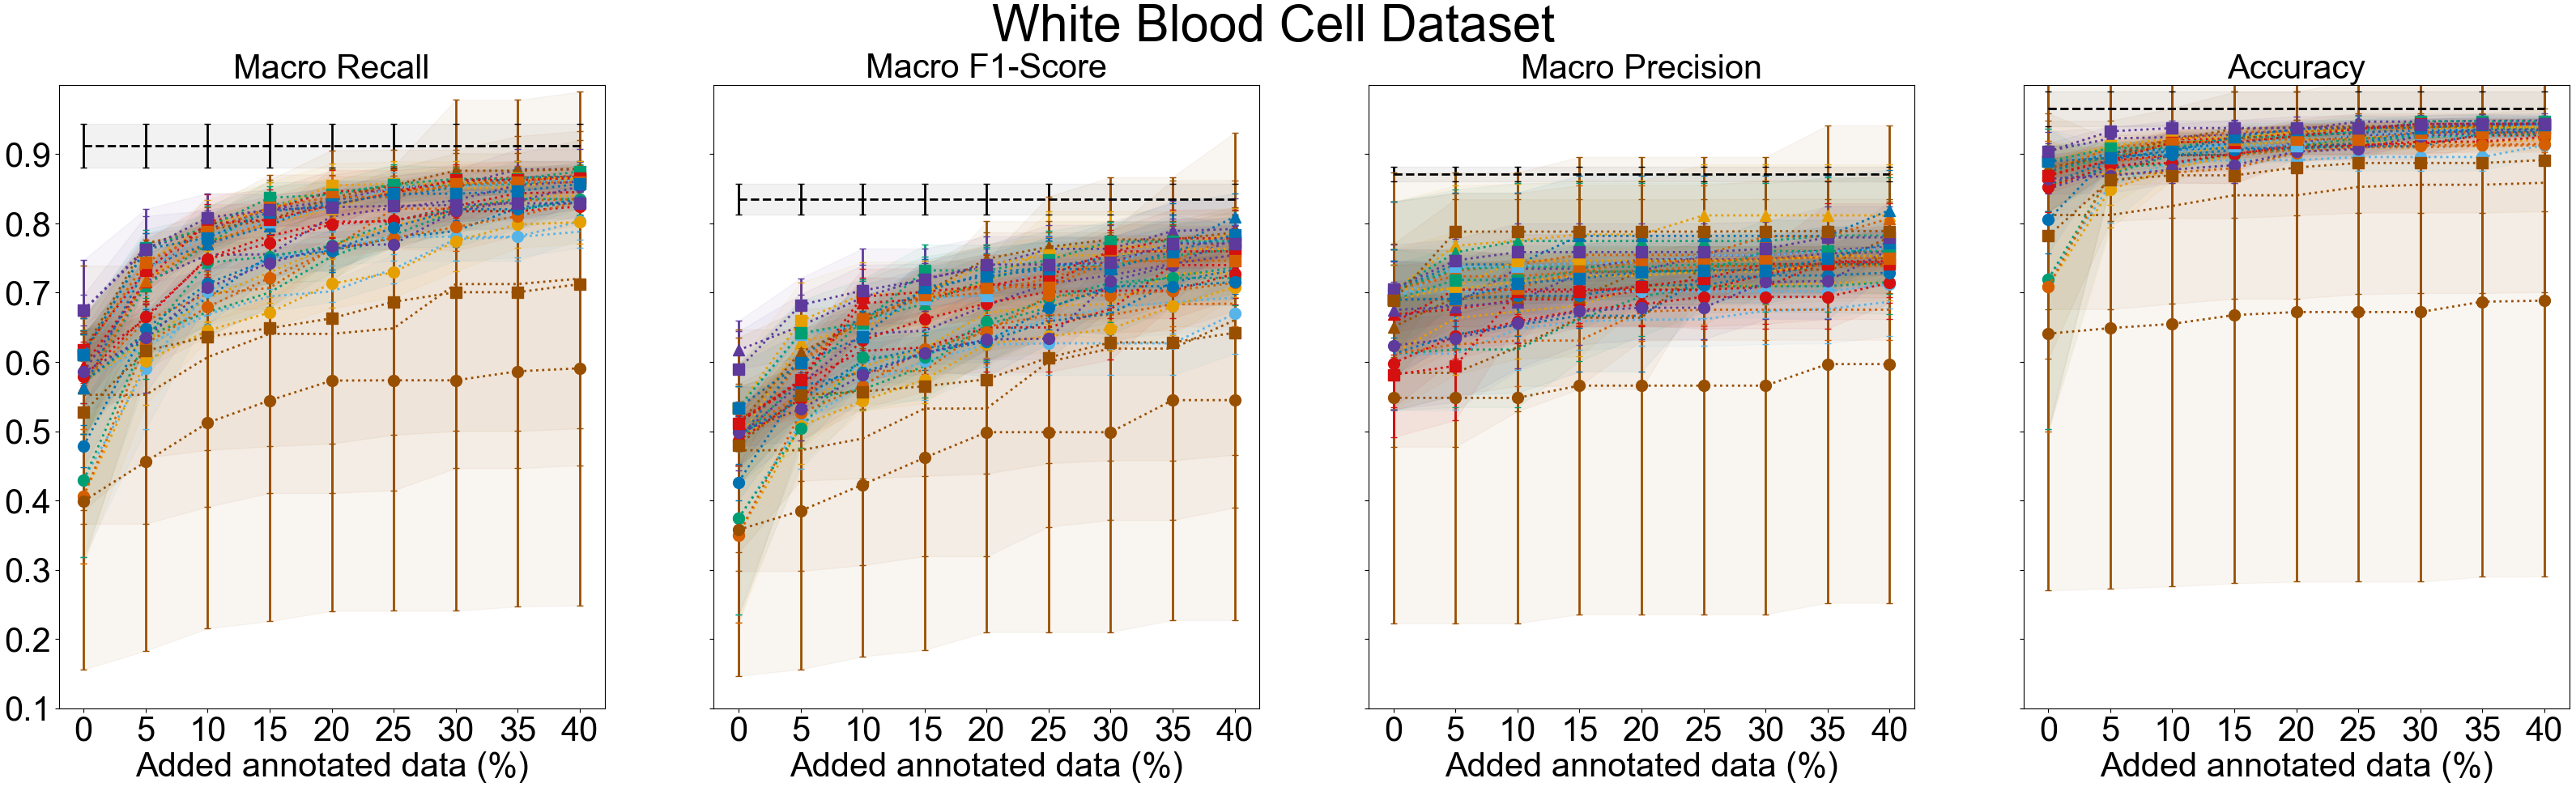 White Blood Cell Dataset
Macro Recall
Macro F1-Score
Macro Precision
Accuracy
0.9
0.8
0.7
0.6
0.5
0.4
0.3
0.2
0.1
0 5 10 15 20 25 30 35 40
0 5 10 15 20 25 30 35 40
0 5 10 15 20 25 30 35 40
0 5 10 15 20 25 30 35 40
Added annotated data (%)
Added annotated data (%)
Added annotated data (%)
Added annotated data (%)